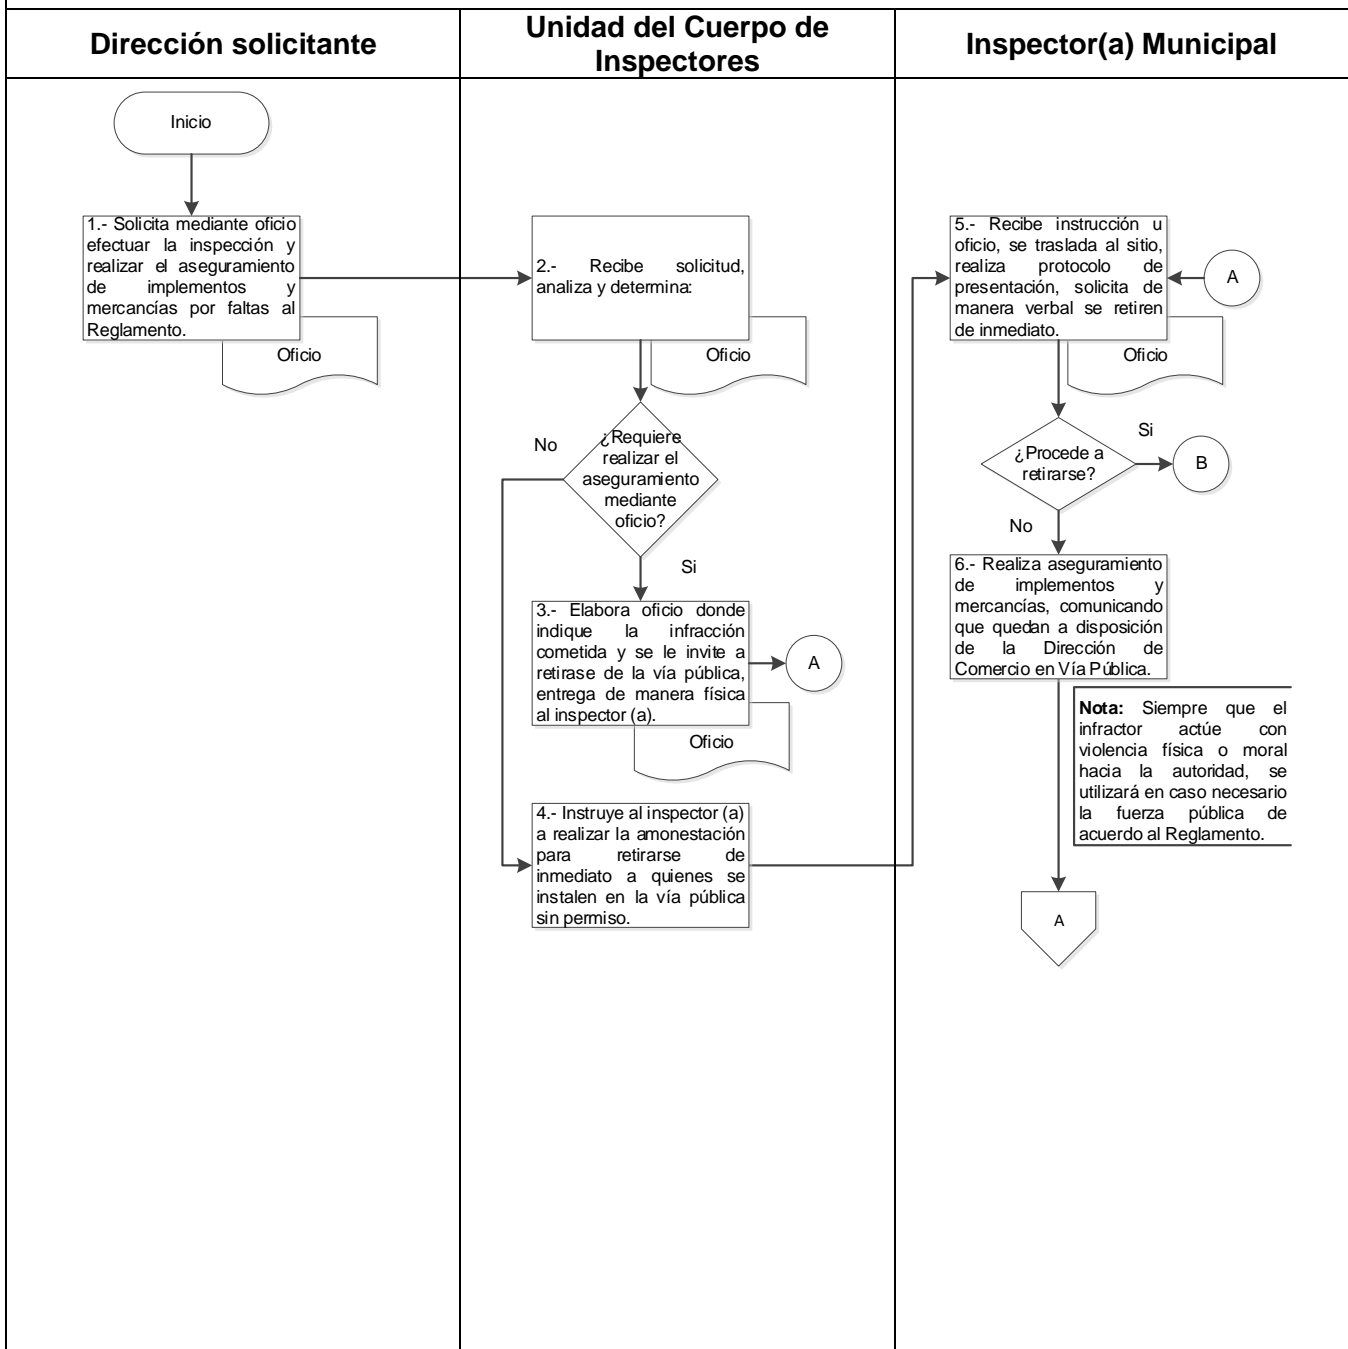 Dirección solicitante
Unidad del Cuerpo de
Inspectores
Inspector(a) Municipal
Inicio
1.- Solicita mediante oficio
efectuar la inspección y
realizar el aseguramiento
de implementos y
mercancías por faltas al
Reglamento.
Oficio
2.- Recibe solicitud,
analiza y determina:
Oficio
¿Requiere
realizar el
aseguramiento
mediante
oficio?
No
Si
3.- Elabora oficio donde
indique la infracción
cometida y se le invite a
retirase de la vía pública,
entrega de manera física
al inspector (a).
A
Oficio
4.- Instruye al inspector (a)
a realizar la amonestación
para retirarse de
inmediato a quienes se
instalen en la vía pública
sin permiso.
5.- Recibe instrucción u
oficio, se traslada al sitio,
realiza protocolo de
presentación, solicita de
manera verbal se retiren
de inmediato.
A
Oficio
¿Procede a
retirarse?
Si
B
No
6.- Realiza aseguramiento
de implementos y
mercancías, comunicando
que quedan a disposición
de la Dirección de
Comercio en Vía Pública.
Nota: Siempre que el
infractor actúe con
violencia física o moral
hacia la autoridad, se
utilizará en caso necesario
la fuerza pública de
acuerdo al Reglamento.
A